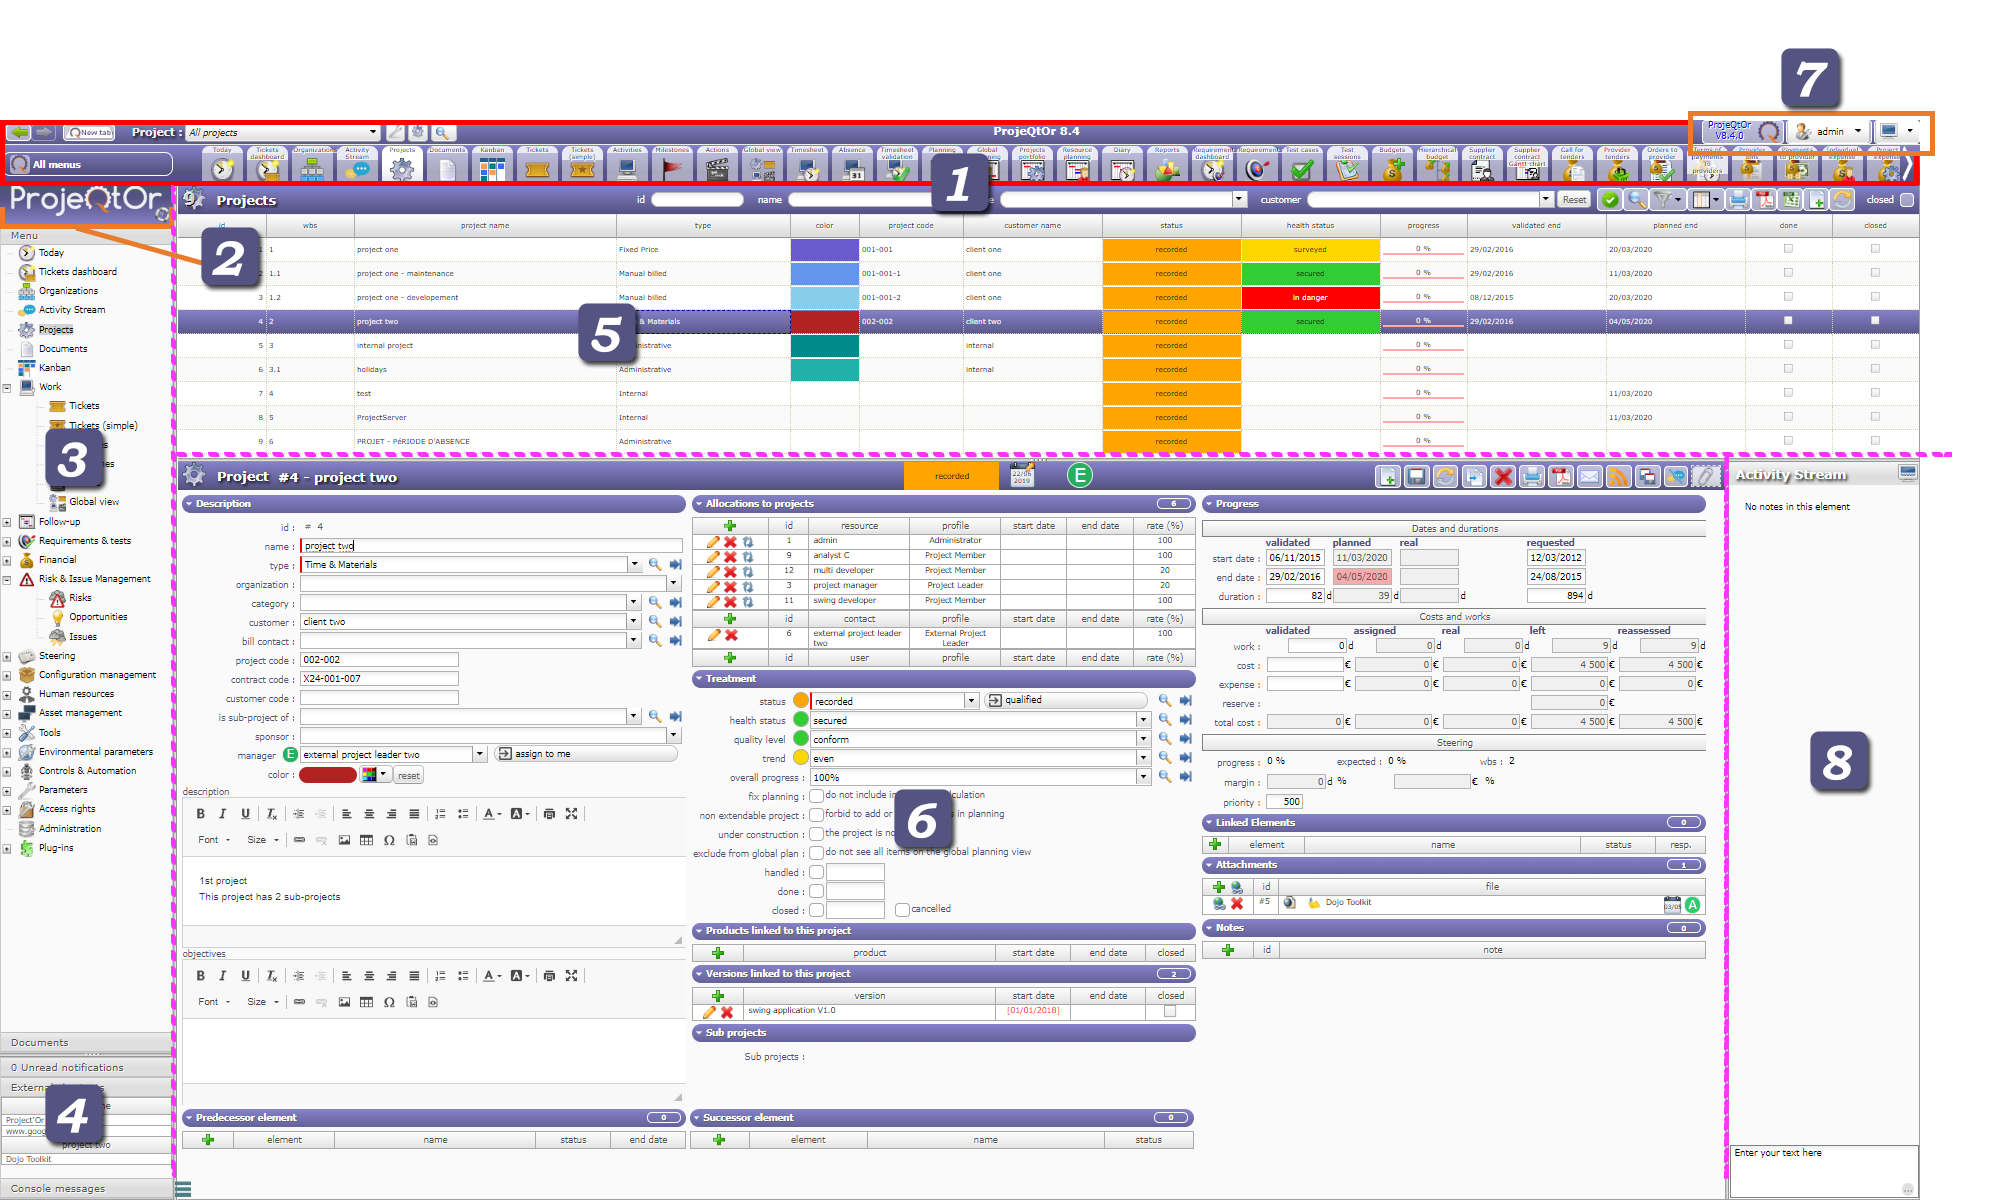 7
New tab
Project :
All projects
ProjeQtOr 8.4
ProjeQtOr
V8.4.0
admin
All menus
Today
Tickets
dashboard
Organizations
Activity
Stream
Projects
Documents
Kanban
Tickets
Tickets
(simple)
Activities
Milestones
Actions
Global view
Timesheet
Absence
Timesheet
validation
Planning
Global
Projects
portfolio
Resource
planning
Diary
Reports
Requirements
dashboard
Requirements
Test cases
Test
sessions
Budgets
Hierarchical
budget
Supplier
contract
Supplier
contract
Gantt chart
Call for
tenders
Provider
tenders
Orders to
provider
1
ProjeQtOr
Projects
id
name
customer
Reset
closed
id wbs project name type color project code customer name status health status progress validated end planned end done closed
1 1 project one Fixed Price 001-001 client one recorded surveyed 0 % 29/02/2016 20/03/2020
2 1.1 project one - maintenance Manual billed 001-001-1 client one recorded secured 0 % 29/02/2016 11/03/2020
3 1.2 project one - developement Manual billed 001-001-2 client one recorded in danger 0 % 08/12/2015 20/03/2020
4 2 project two & Materials 002-002 client two recorded secured 0 % 29/02/2016 04/05/2020
5 3 internal project internal recorded 0 %
6 3.1 holidays Administrative internal recorded 0 %
7 4 test Internal recorded 0 % 11/03/2020
8 5 ProjectServer Internal recorded 0 % 11/03/2020
9 6 PROJET - PéRIODE D'ABSENCE Administrative recorded 0 %
2
5
Menu
Today
Tickets dashboard
Organizations
Activity Stream
Projects
Documents
Kanban
Work
Tickets
Tickets (simple)
3
Global view
Follow-up
Requirements & tests
Financial
Risk & Issue Management
Risks
Opportunities
Issues
Steering
Configuration management
Human resources
Asset management
Tools
Environmental parameters
Controls & Automation
Parameters
Access rights
Administration
Plug-ins
Documents
0 Unread notifications
4
Project'Or
project two
Dojo Toolkit
Console messages
Project #4 - project two
recorded
22/06
2019
E
Description
id : # 4
name : project two
type : Time & Materials
organization :
category :
customer : client two
bill contact :
project code : 002-002
contract code : X24-001-007
customer code :
is sub-project of :
sponsor :
manager E external project leader two assign to me
color : reset
description
B I U Tx
Font Size
1st project
This project has 2 sub-projects
objectives
B I U Tx
Font Size
Predecessor element 0
element name status end date
Allocations to projects 6
id resource profile start date end date rate (%)
1 admin Administrator 100
9 analyst C Project Member 100
12 multi developer Project Member 20
3 project manager Project Leader 20
11 swing developer Project Member 100
id contact profile start date end date rate (%)
6 external project leader two External Project Leader 100
id user profile start date end date rate (%)
Treatment
status recorded qualified
health status secured
quality level conform
trend even
overall progress : 100%
fix planning : do not include in culation
non extendable project : forbid to add or s in planning
under construction : the project is no
exclude from global plan : do not see all items on the global planning view
handled :
done :
closed : cancelled
6
Products linked to this project
product start date end date closed
Versions linked to this project 2
version start date end date closed
swing application V1.0 [01/01/2018]
Sub projects
Sub projects :
Successor element 0
element name status
Progress
Dates and durations
validated planned real requested
start date : 06/11/2015 11/03/2020 12/03/2012
end date : 29/02/2016 04/05/2020 24/08/2015
duration : 82 d 39 d d 894 d
Costs and works
validated assigned real left reassessed
work : 0 d 0 d 0 d 9 d 9 d
cost : € 0 € 0 € 4 500 € 4 500 €
expense : € 0 € 0 € 0 € 0 €
reserve : 0 €
total cost : 0 € 0 € 0 € 4 500 € 4 500 €
Steering
progress : 0 % expected : 0 % wbs : 2
margin : 0 d % € %
priority : 500
Linked Elements 0
element name status resp.
Attachments 1
id file
#5 Dojo Toolkit 03/05 A
Notes 0
id note
Activity Stream
No notes in this element
8
Enter your text here